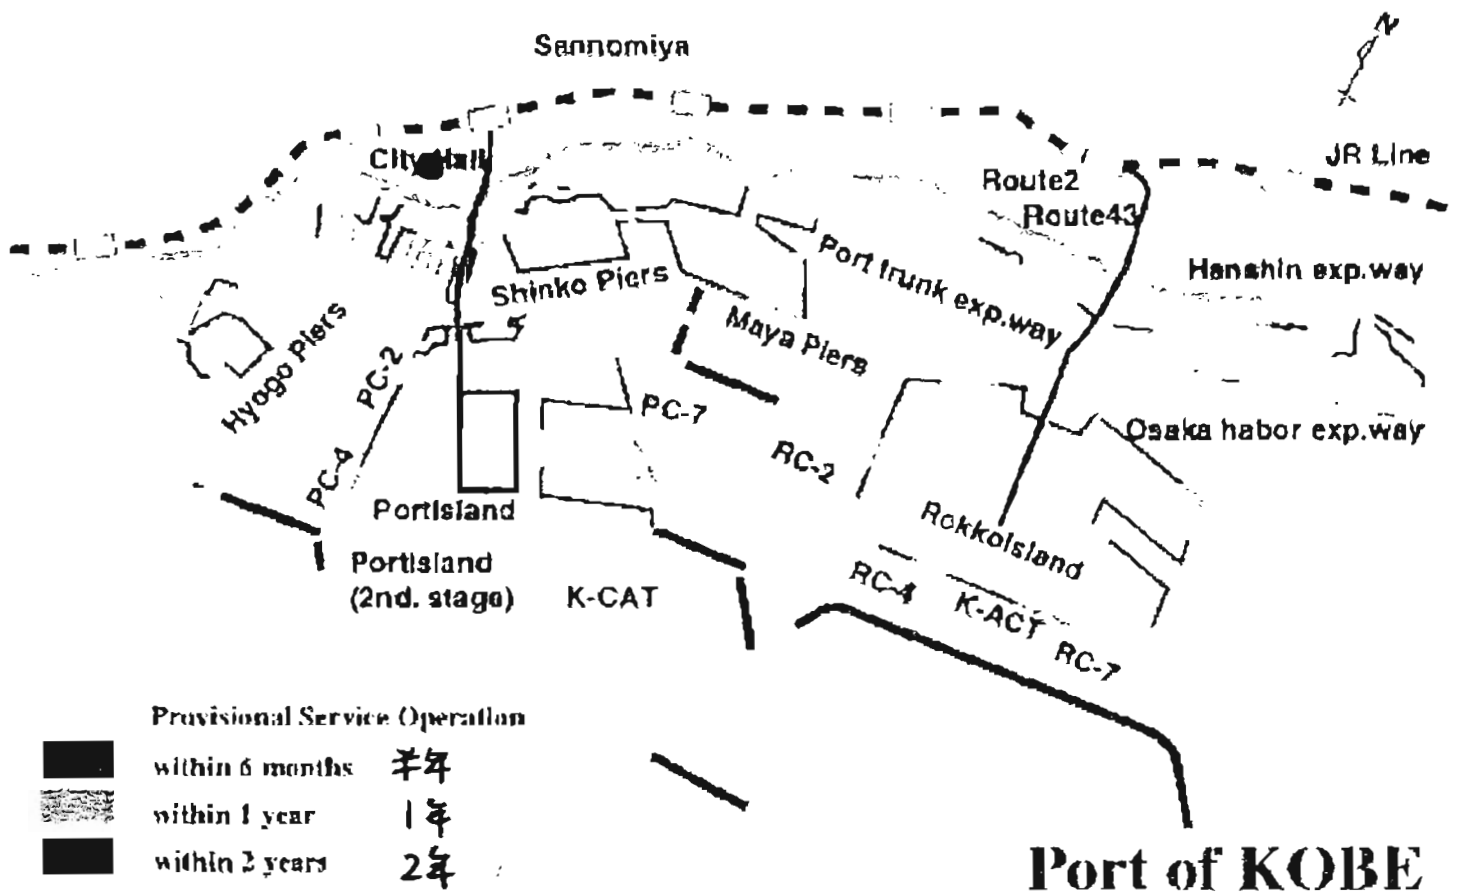 N
Sannomiya
JR Line
City Hall
Route2
Route43
Hanshin exp.way
Port trunk exp.way
Shinko Piers
Maya Piers
Hyogo Piers
PC-2
PC-7
Osaka habor exp.way
RC-2
PC-4
PortIsland
RokkoIsland
PortIsland
(2nd. stage)
K-CAT
RC-4
K-ACT
RC-7
Provisional Service Operation
within 6 months 半年
within 1 year 1年
within 2 years 2年
Port of KOBE